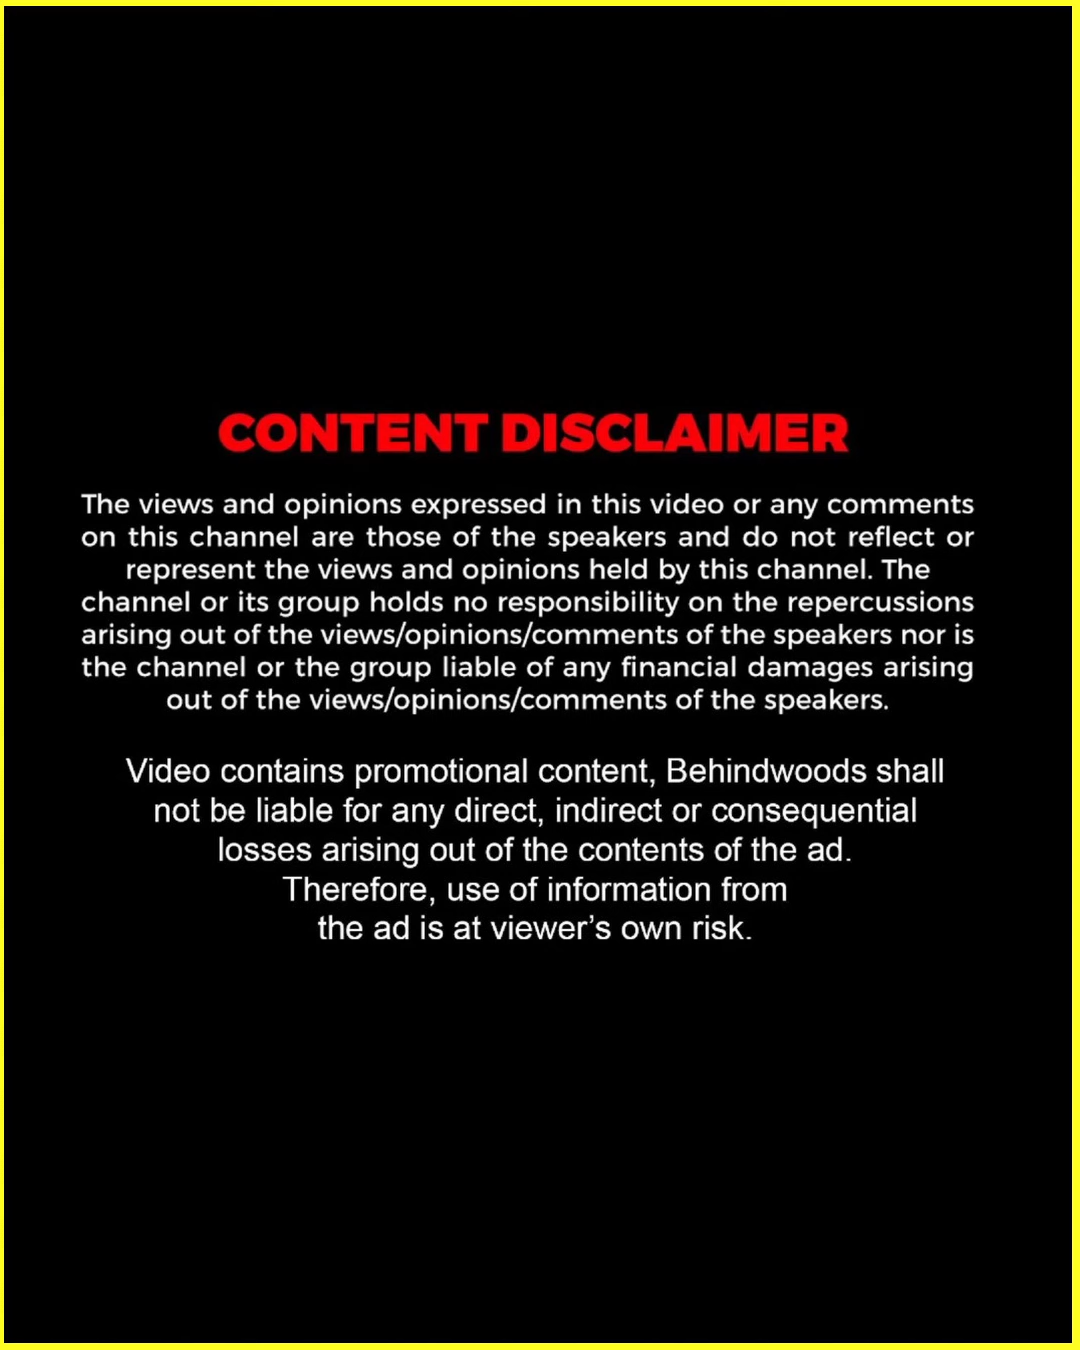 CONTENT DISCLAIMER
The views and opinions expressed in this video or any comments
on this channel are those of the speakers and do not reflect or
represent the views and opinions held by this channel. The
channel or its group holds no responsibility on the repercussions
arising out of the views/opinions/comments of the speakers nor is
the channel or the group liable of any financial damages arising
out of the views/opinions/comments of the speakers.
Video contains promotional content, Behindwoods shall
not be liable for any direct, indirect or consequential
losses arising out of the contents of the ad.
Therefore, use of information from
the ad is at viewer’s own risk.